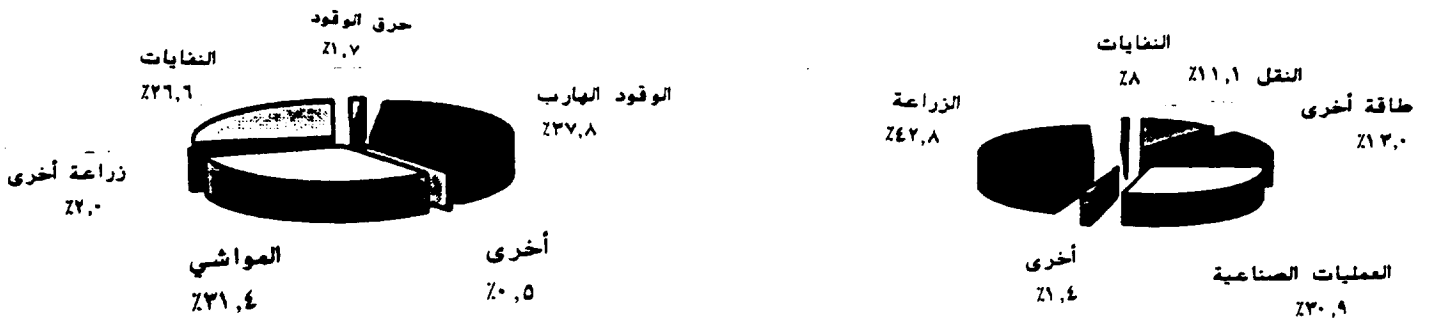 حرق الوقود
٪١,٧
النفايات
٪٢٦,٦
الوقود الهارب
٪٣٧,٨
زراعة أخرى
٪٢,٠
المواشي
٪٣١,٤
أخرى
٪٠,٥
النفايات
٪٨
النقل ٪١١,١
الزراعة
٪٤٢,٨
طاقة أخرى
٪١٣,٠
أخرى
٪١,٤
العمليات الصناعية
٪٣٠,٩